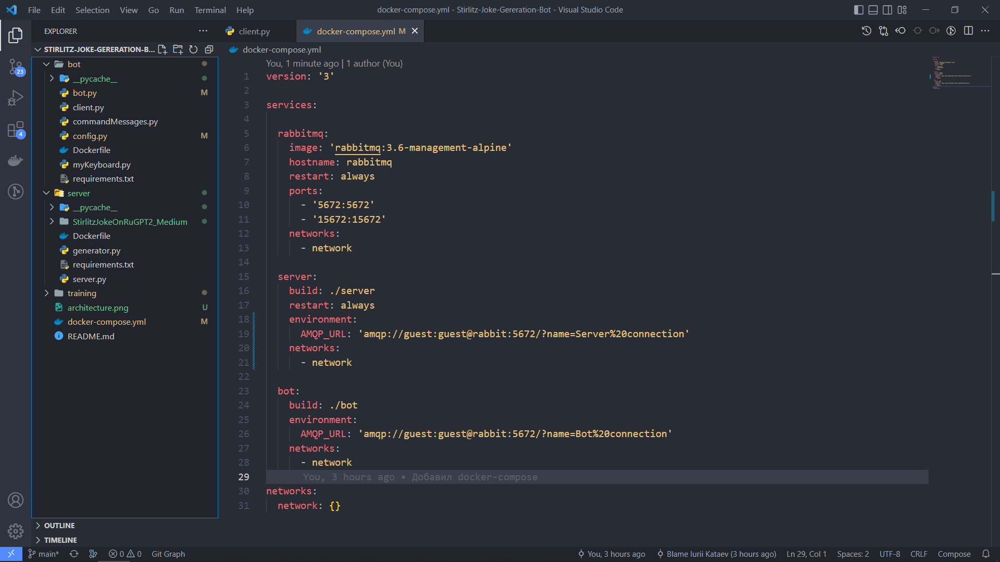 File Edit Selection View Go Run Terminal Help
docker-compose.yml - Stirlitz-Joke-Gereration-Bot - Visual Studio Code
EXPLORER
client.py
docker-compose.yml M
STIRLITZ-JOKE-GERERATION-B...
docker-compose.yml
bot
__pycache__
bot.py M
client.py
commandMessages.py
config.py M
Dockerfile
myKeyboard.py
requirements.txt
server
__pycache__
StirlitzJokeOnRuGPT2_Medium
Dockerfile
generator.py
requirements.txt
server.py
training
architecture.png U
docker-compose.yml M
README.md
OUTLINE
TIMELINE
23
4
You, 1 minute ago | 1 author (You)
1 version: '3'
2
3 services:
4
5 rabbitmq:
6 image: 'rabbitmq:3.6-management-alpine'
7 hostname: rabbitmq
8 restart: always
9 ports:
10 - '5672:5672'
11 - '15672:15672'
12 networks:
13 - network
14
15 server:
16 build: ./server
17 restart: always
18 environment:
19 AMQP_URL: 'amqp://guest:guest@rabbit:5672/?name=Server%20connection'
20 networks:
21 - network
22
23 bot:
24 build: ./bot
25 environment:
26 AMQP_URL: 'amqp://guest:guest@rabbit:5672/?name=Bot%20connection'
27 networks:
28 - network
29 You, 3 hours ago • Добавил docker-compose
30 networks:
31 network: {}
main* 0 0 Git Graph
You, 3 hours ago Blame Iurii Kataev (3 hours ago) Ln 29, Col 1 Spaces: 2 UTF-8 CRLF Compose